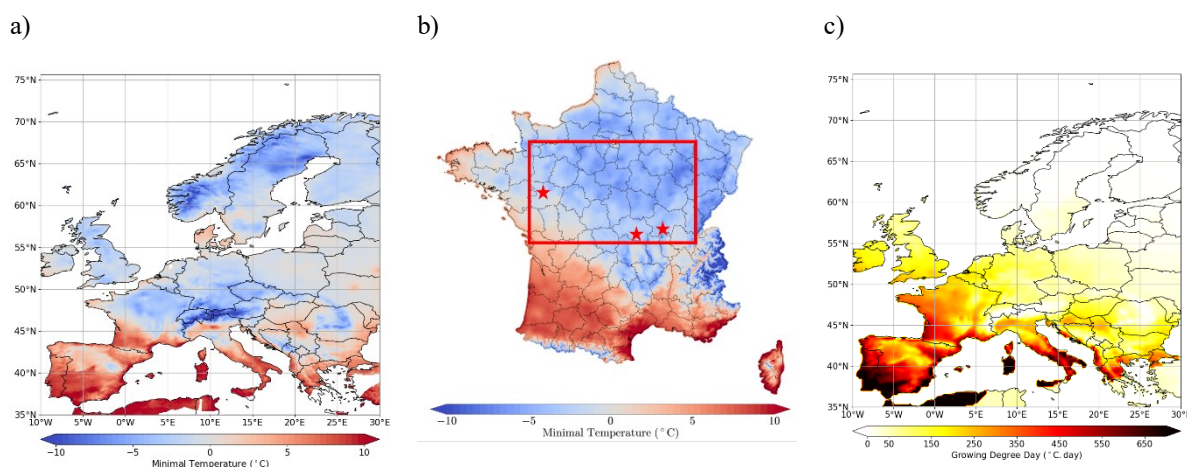 a)
b)
c)
75°N
70°N
65°N
60°N
55°N
50°N
45°N
40°N
35°N
10°W 5°W 0°E 5°E 10°E 15°E 20°E 25°E 30°E
−10 −5 0 5 10
Minimal Temperature (°C)
−10 −5 0 5 10
Minimal Temperature (°C)
75°N
70°N
65°N
60°N
55°N
50°N
45°N
40°N
35°N
10°W 5°W 0°E 5°E 10°E 15°E 20°E 25°E 30°E
0 50 150 250 350 450 550 650
Growing Degree Day (°C. day)